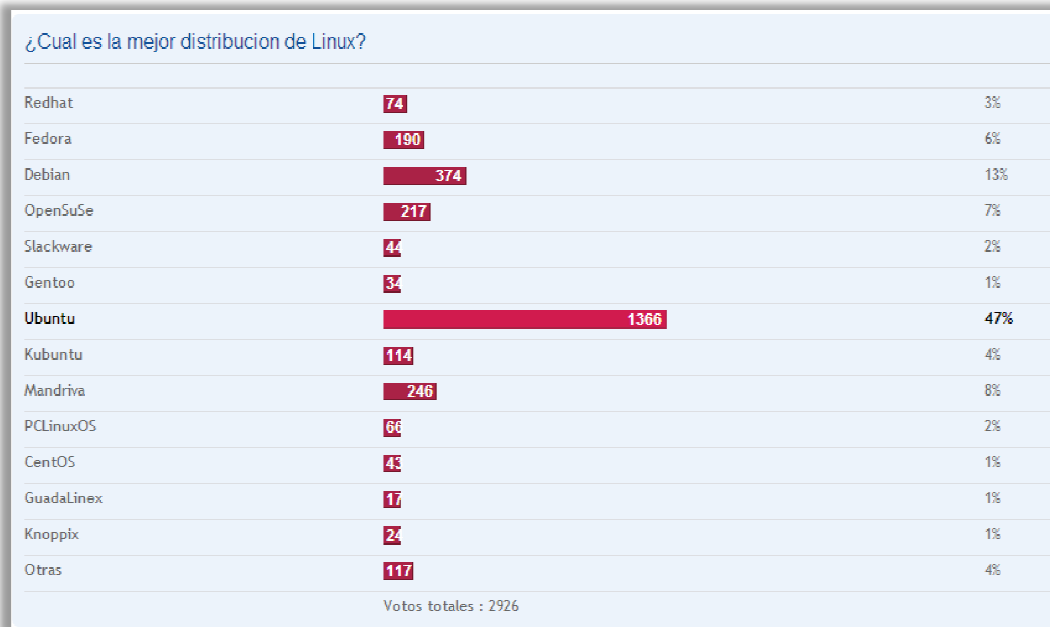 ¿Cual es la mejor distribucion de Linux?
Redhat 74 3%
Fedora 190 6%
Debian 374 13%
OpenSuSe 217 7%
Slackware 44 2%
Gentoo 34 1%
Ubuntu 1366 47%
Kubuntu 114 4%
Mandriva 246 8%
PCLinuxOS 66 2%
CentOS 43 1%
GuadaLinex 17 1%
Knoppix 24 1%
Otras 117 4%
Votos totales : 2926